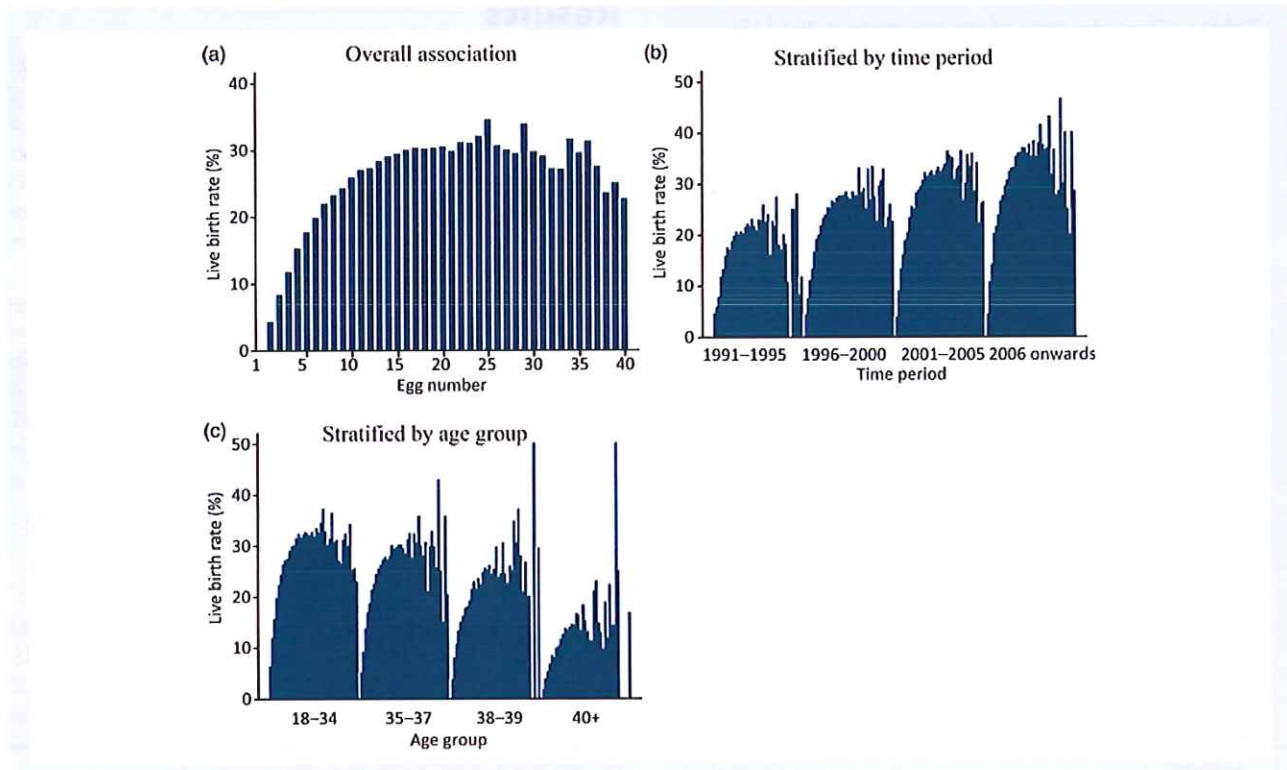 (a) Overall association
Live birth rate (%)
40
30
20
10
0
1 5 10 15 20 25 30 35 40
Egg number
(b) Stratified by time period
Live birth rate (%)
50
40
30
20
10
0
1991–1995 1996–2000 2001–2005 2006 onwards
Time period
(c) Stratified by age group
Live birth rate (%)
50
40
30
20
10
0
18–34 35–37 38–39 40+
Age group